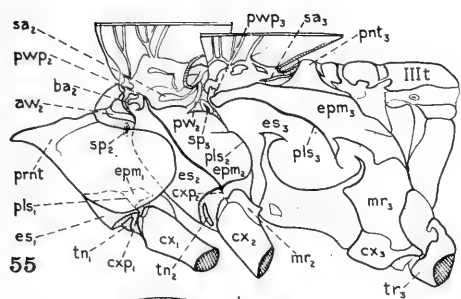 sa₂
pwp₂
ba₂
aw₂
sp₂
prnt
epm₁
pls₁
es₁
tn₁
cxp₁
cx₁
tn₂
55
pwp₃
sa₃
pnt₃
IIIt
epm₃
pw₂
sp₃
es₃
pls₂
pls₃
epm₂
es₂
cxp₂
cx₂
mr₂
mr₃
cx₃
tr₃